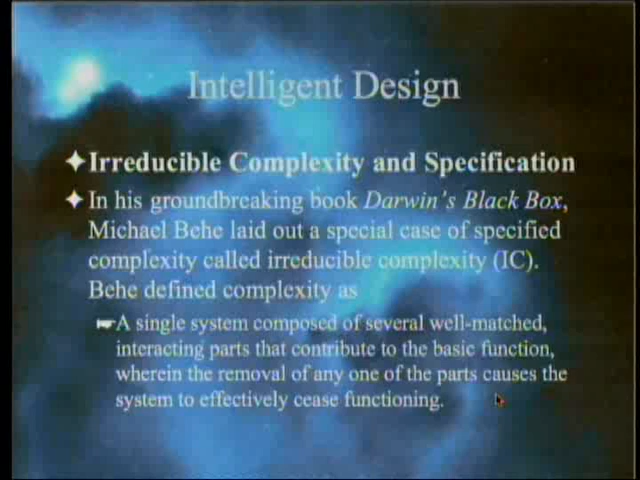 Intelligent Design
Irreducible Complexity and Specification
In his groundbreaking book Darwin's Black Box,
Michael Behe laid out a special case of specified
complexity called irreducible complexity (IC).
Behe defined complexity as
A single system composed of several well-matched,
interacting parts that contribute to the basic function,
wherein the removal of any one of the parts causes the
system to effectively cease functioning.